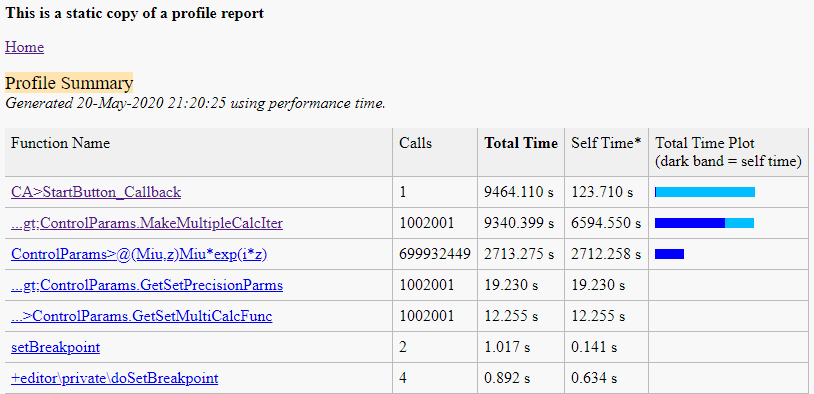 This is a static copy of a profile report
Home
Profile Summary
Generated 20-May-2020 21:20:25 using performance time.
Function Name Calls Total Time Self Time* Total Time Plot
(dark band = self time)
CA>StartButton_Callback 1 9464.110 s 123.710 s
...gt;ControlParams.MakeMultipleCalcIter 1002001 9340.399 s 6594.550 s
ControlParams>@(Miu,z)Miu*exp(i*z) 699932449 2713.275 s 2712.258 s
...gt;ControlParams.GetSetPrecisionParms 1002001 19.230 s 19.230 s
...>ControlParams.GetSetMultiCalcFunc 1002001 12.255 s 12.255 s
setBreakpoint 2 1.017 s 0.141 s
+editor\private\doSetBreakpoint 4 0.892 s 0.634 s